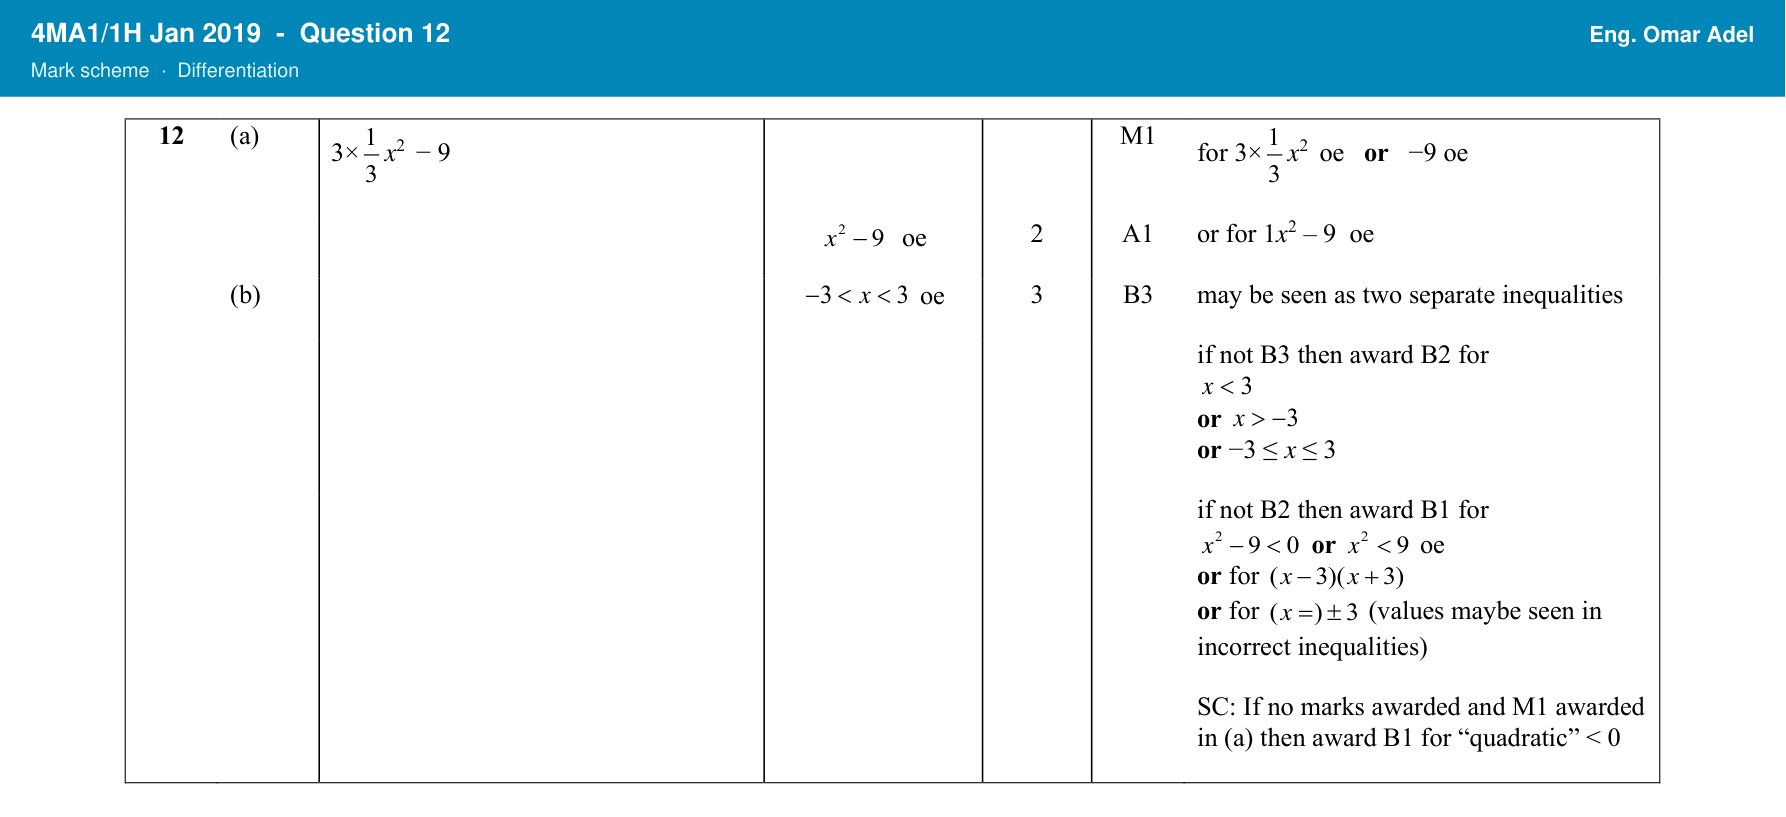 4MA1/1H Jan 2019 - Question 12
Eng. Omar Adel
Mark scheme · Differentiation
12 (a) 3×1/3x² − 9 M1 for 3×1/3x² oe or −9 oe
x² − 9 oe 2 A1 or for 1x² – 9 oe
(b) −3 < x < 3 oe 3 B3 may be seen as two separate inequalities
if not B3 then award B2 for
x < 3
or x > −3
or −3 ≤ x ≤ 3
if not B2 then award B1 for
x² − 9 < 0 or x² < 9 oe
or for (x − 3)(x + 3)
or for (x =) ± 3 (values maybe seen in
incorrect inequalities)
SC: If no marks awarded and M1 awarded
in (a) then award B1 for “quadratic” < 0